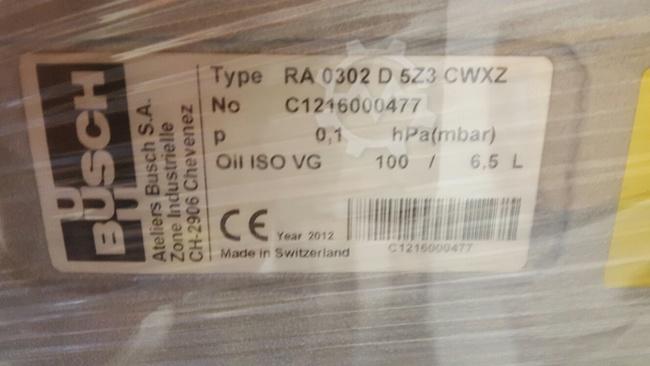 BUSCH
Ateliers Busch S.A.
Zone Industrielle
CH-2906 Chevenez
Type RA 0302 D 5Z3 CWXZ
No C1216000477
p 0,1 hPa(mbar)
Oil ISO VG 100 / 6,5 L
CE Year 2012
Made in Switzerland
C1216000477